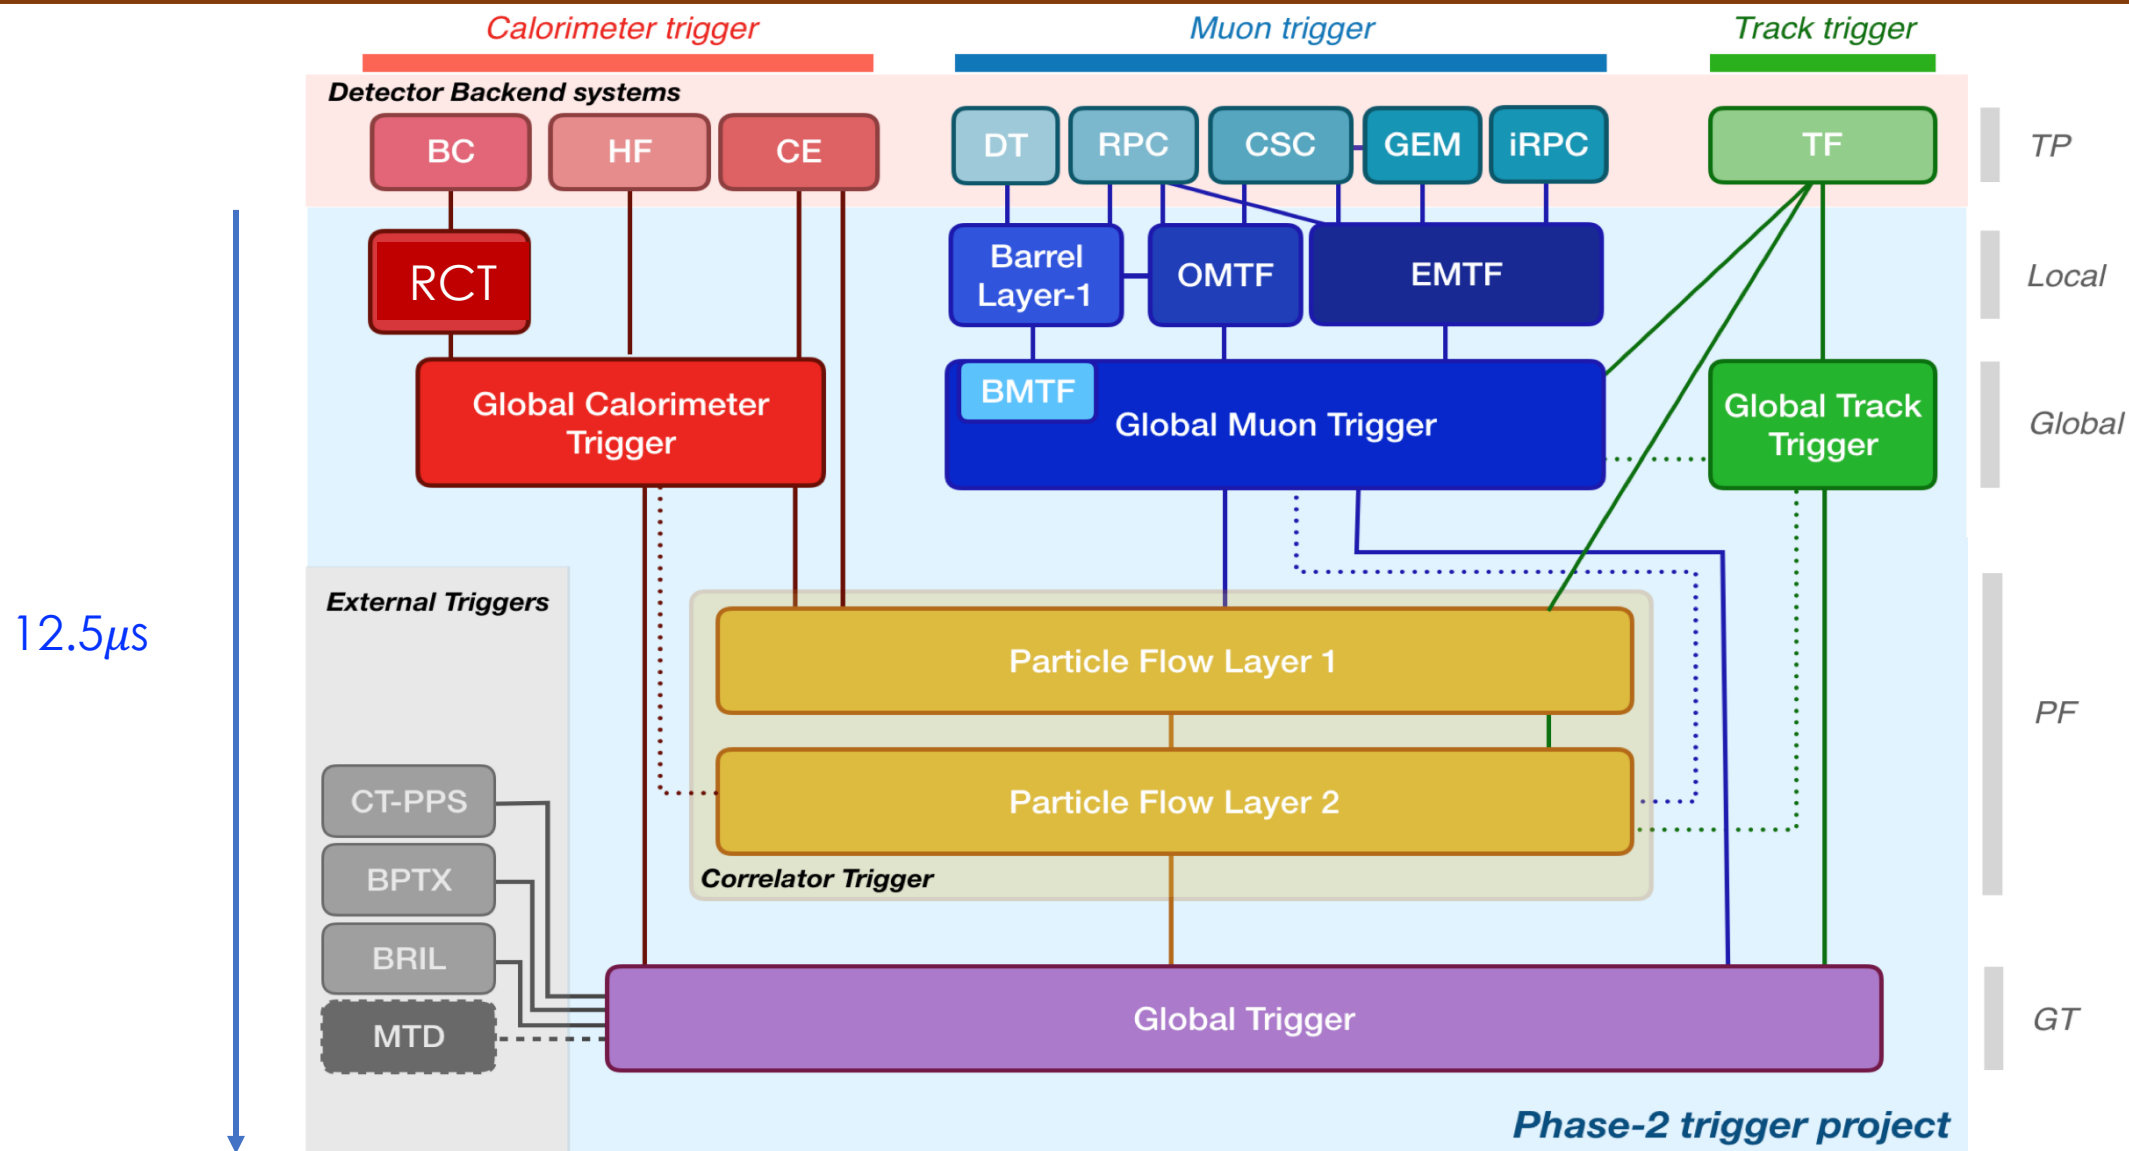 Calorimeter trigger
Muon trigger
Track trigger
Detector Backend systems
BC
HF
CE
DT
RPC
CSC
GEM
iRPC
TF
TP
RCT
Barrel
Layer-1
OMTF
EMTF
Local
Global Calorimeter
Trigger
BMTF
Global Muon Trigger
Global Track
Trigger
Global
External Triggers
12.5μs
Particle Flow Layer 1
PF
CT-PPS
Particle Flow Layer 2
BPTX
Correlator Trigger
BRIL
MTD
Global Trigger
GT
Phase-2 trigger project